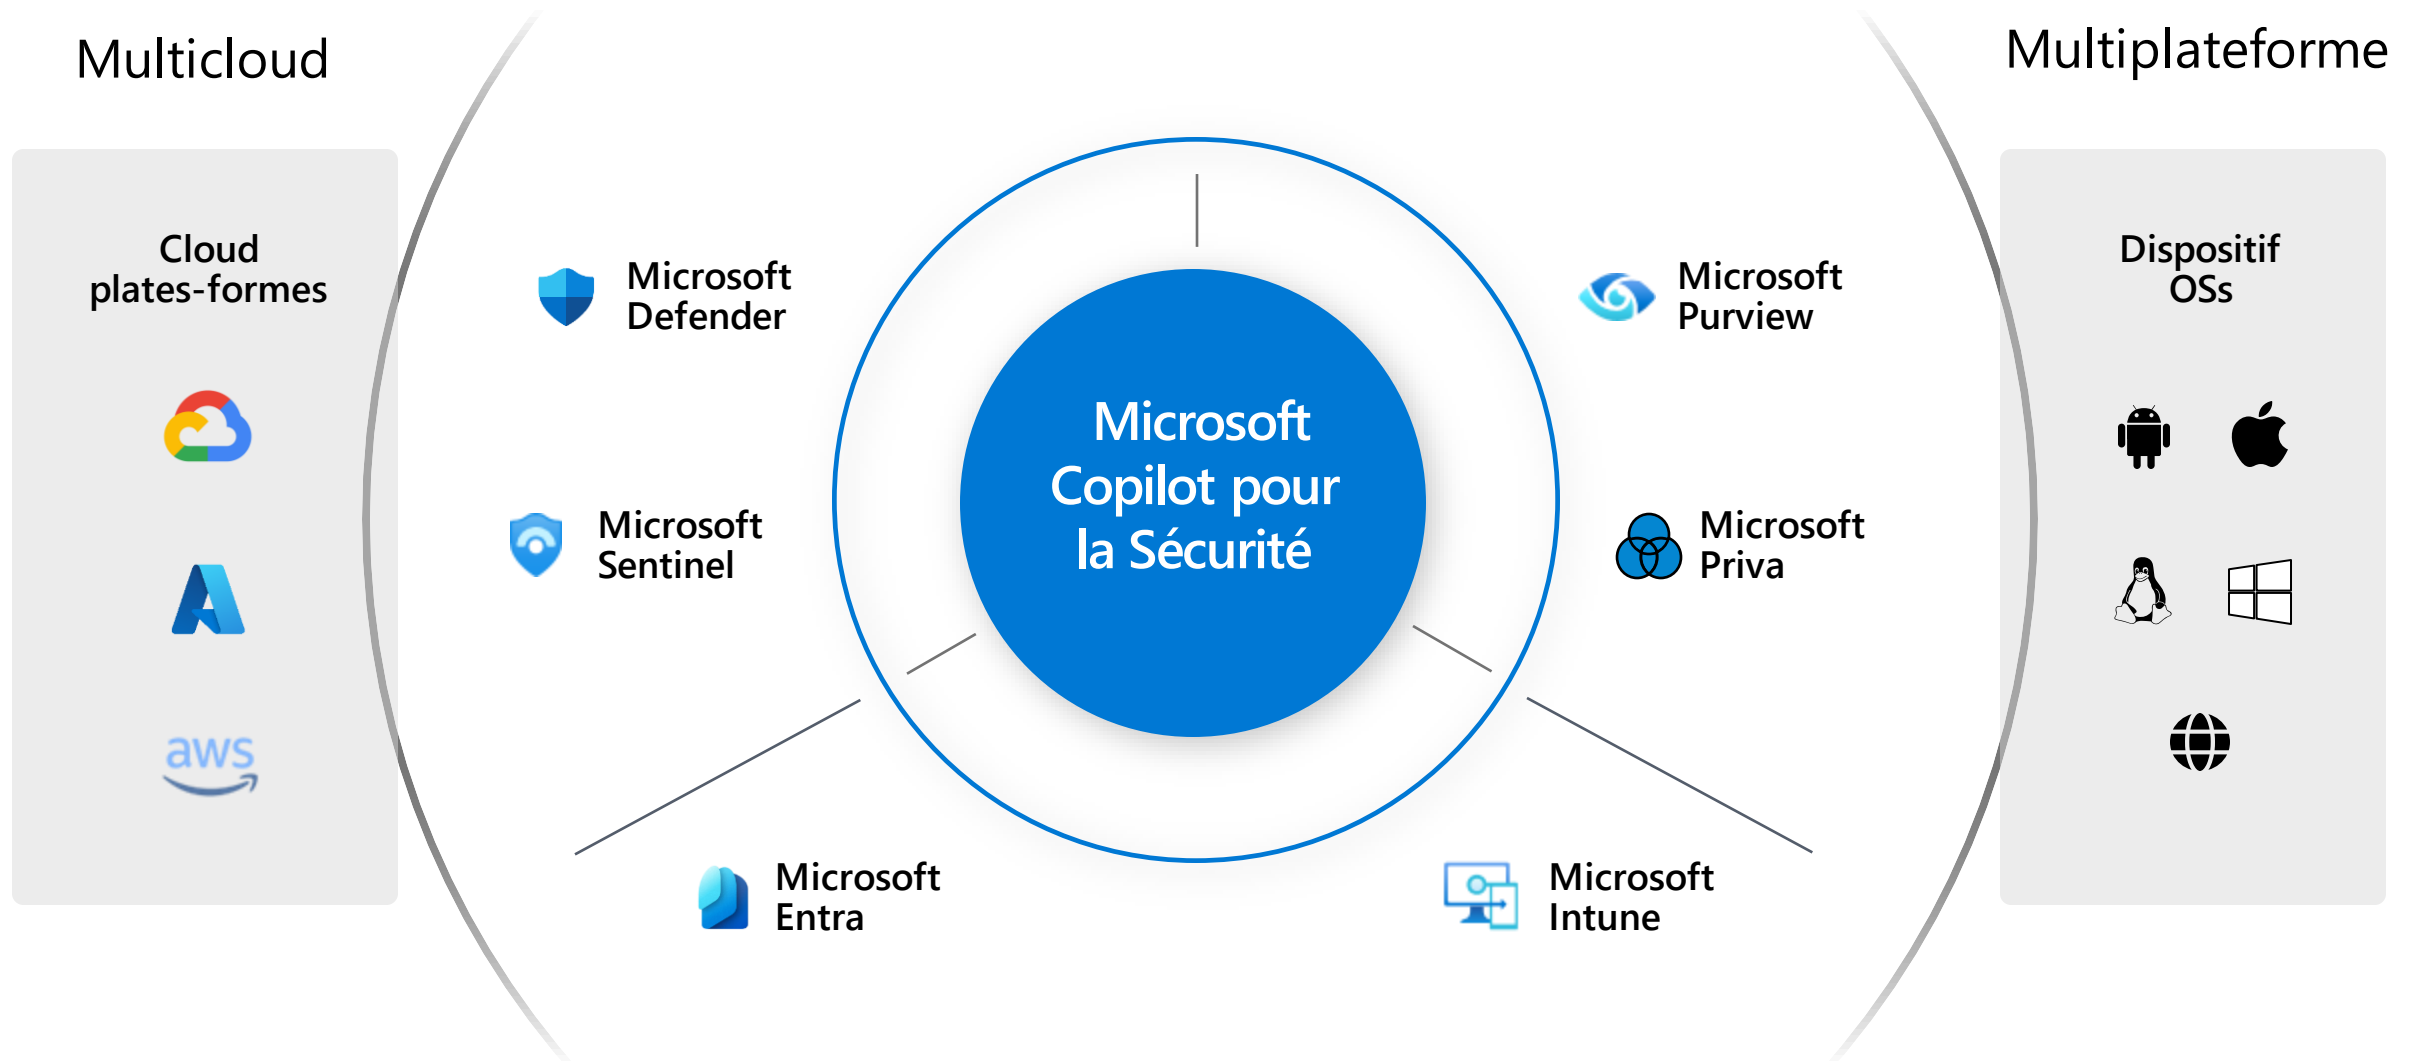 Multicloud
Multiplateforme
Cloud
plates-formes
aws
Microsoft
Defender
Microsoft
Sentinel
Microsoft
Copilot pour
la Sécurité
Microsoft
Purview
Microsoft
Priva
Microsoft
Entra
Microsoft
Intune
Dispositif
OSs